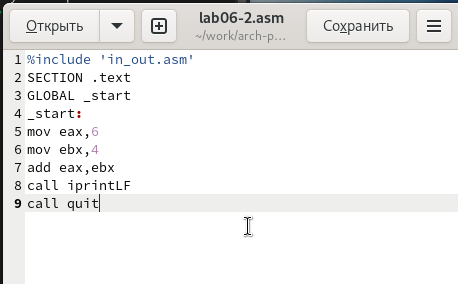 Открыть lab06-2.asm Сохранить
~/work/arch-p...
1 %include 'in_out.asm'
2 SECTION .text
3 GLOBAL _start
4 _start:
5 mov eax,6
6 mov ebx,4
7 add eax,ebx
8 call iprintLF
9 call quit